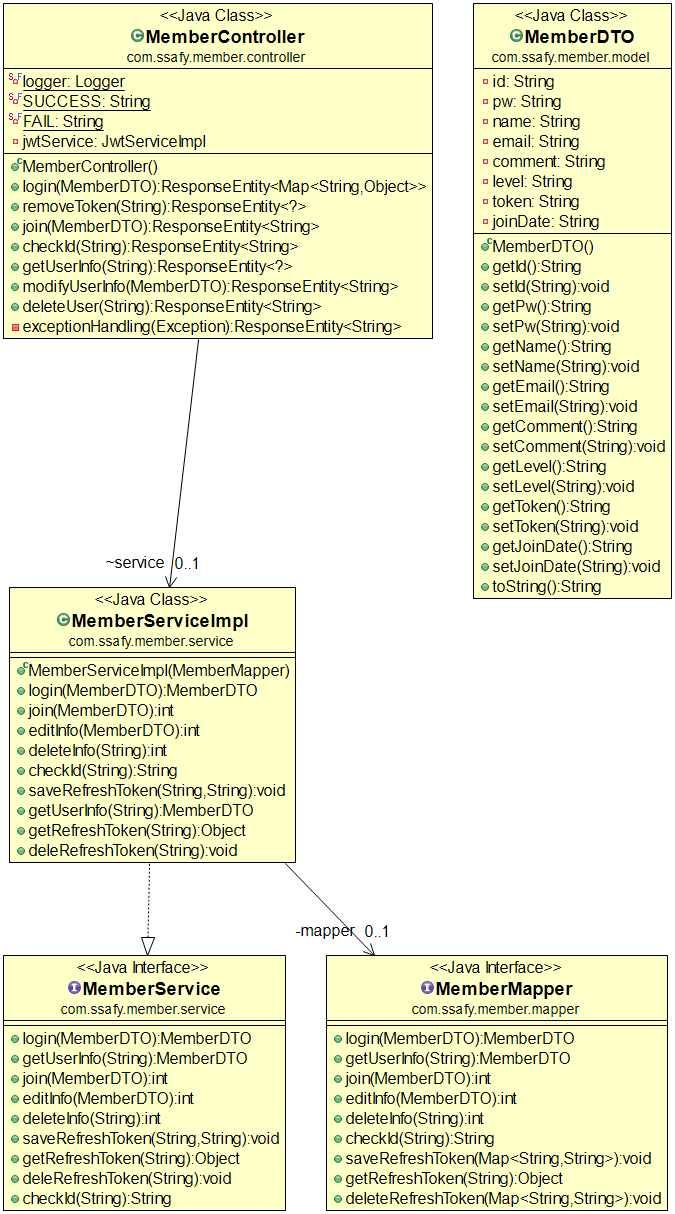 <<Java Class>>
MemberController
com.ssafy.member.controller
logger: Logger
SUCCESS: String
FAIL: String
jwtService: JwtServiceImpl
MemberController()
login(MemberDTO):ResponseEntity<Map<String,Object>>
removeToken(String):ResponseEntity<?>
join(MemberDTO):ResponseEntity<String>
checkId(String):ResponseEntity<String>
getUserInfo(String):ResponseEntity<?>
modifyUserInfo(MemberDTO):ResponseEntity<String>
deleteUser(String):ResponseEntity<String>
exceptionHandling(Exception):ResponseEntity<String>
<<Java Class>>
MemberDTO
com.ssafy.member.model
id: String
pw: String
name: String
email: String
comment: String
level: String
token: String
joinDate: String
MemberDTO()
getId():String
setId(String):void
getPw():String
setPw(String):void
getName():String
setName(String):void
getEmail():String
setEmail(String):void
getComment():String
setComment(String):void
getLevel():String
setLevel(String):void
getToken():String
setToken(String):void
getJoinDate():String
setJoinDate(String):void
toString():String
~service 0..1
<<Java Class>>
MemberServiceImpl
com.ssafy.member.service
MemberServiceImpl(MemberMapper)
login(MemberDTO):MemberDTO
join(MemberDTO):int
editInfo(MemberDTO):int
deleteInfo(String):int
checkId(String):String
saveRefreshToken(String,String):void
getUserInfo(String):MemberDTO
getRefreshToken(String):Object
deleRefreshToken(String):void
-mapper 0..1
<<Java Interface>>
MemberService
com.ssafy.member.service
login(MemberDTO):MemberDTO
getUserInfo(String):MemberDTO
join(MemberDTO):int
editInfo(MemberDTO):int
deleteInfo(String):int
saveRefreshToken(String,String):void
getRefreshToken(String):Object
deleRefreshToken(String):void
checkId(String):String
<<Java Interface>>
MemberMapper
com.ssafy.member.mapper
login(MemberDTO):MemberDTO
getUserInfo(String):MemberDTO
join(MemberDTO):int
editInfo(MemberDTO):int
deleteInfo(String):int
checkId(String):String
saveRefreshToken(Map<String,String>):void
getRefreshToken(String):Object
deleteRefreshToken(Map<String,String>):void